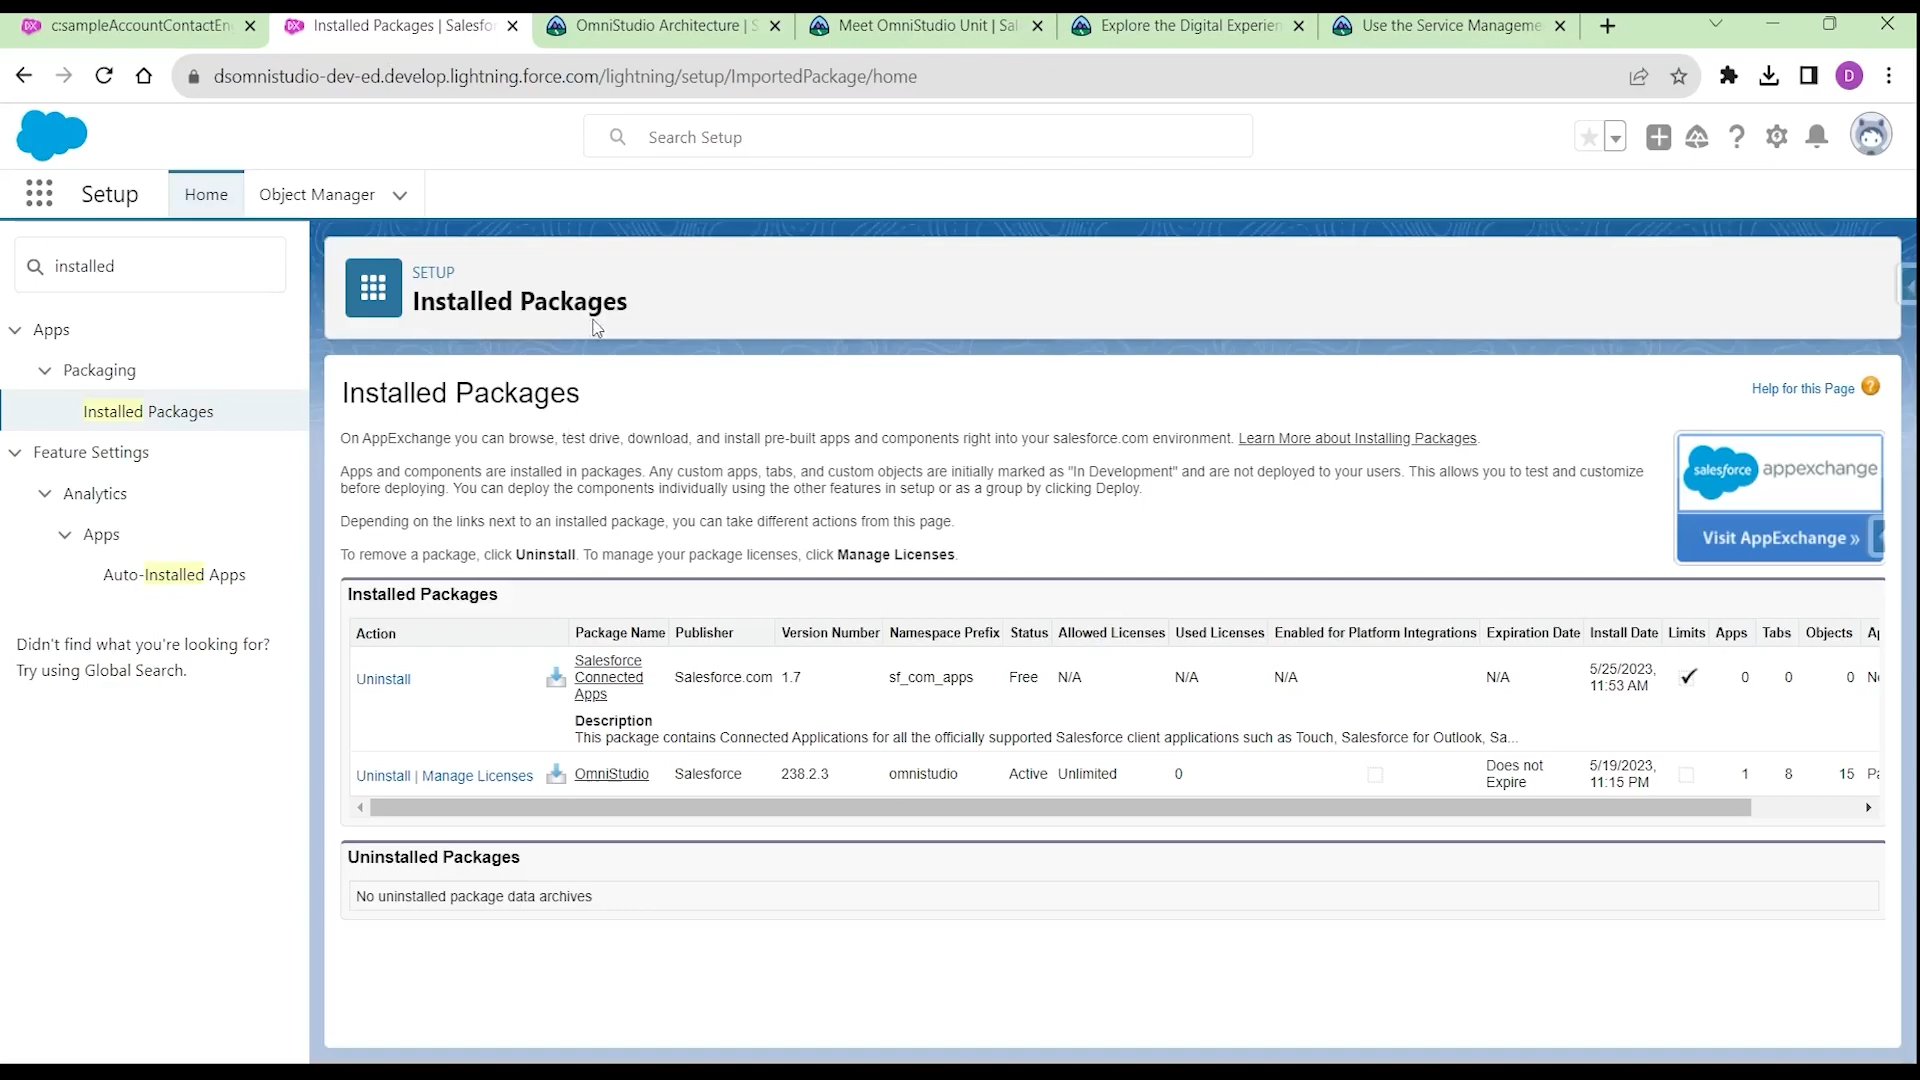 c:sampleAccountContactEn
Installed Packages | Salesfo
OmniStudio Architecture | S
Meet OmniStudio Unit | Sal
Explore the Digital Experien
Use the Service Manageme
dsomnistudio-dev-ed.develop.lightning.force.com/lightning/setup/ImportedPackage/home
D
Search Setup
Setup
Home
Object Manager
installed
Apps
Packaging
Installed Packages
Feature Settings
Analytics
Apps
Auto-Installed Apps
Didn't find what you're looking for?
Try using Global Search.
SETUP
Installed Packages
Installed Packages
Help for this Page
On AppExchange you can browse, test drive, download, and install pre-built apps and components right into your salesforce.com environment. Learn More about Installing Packages.
Apps and components are installed in packages. Any custom apps, tabs, and custom objects are initially marked as "In Development" and are not deployed to your users. This allows you to test and customize
before deploying. You can deploy the components individually using the other features in setup or as a group by clicking Deploy.
Depending on the links next to an installed package, you can take different actions from this page.
To remove a package, click Uninstall. To manage your package licenses, click Manage Licenses.
salesforce appexchange
Visit AppExchange »
Installed Packages
Action Package Name Publisher Version Number Namespace Prefix Status Allowed Licenses Used Licenses Enabled for Platform Integrations Expiration Date Install Date Limits Apps Tabs Objects A
Uninstall Salesforce Connected Apps Salesforce.com 1.7 sf_com_apps Free N/A N/A N/A N/A 5/25/2023, 11:53 AM 0 0 0 N
Description
This package contains Connected Applications for all the officially supported Salesforce client applications such as Touch, Salesforce for Outlook, Sa...
Uninstall | Manage Licenses OmniStudio Salesforce 238.2.3 omnistudio Active Unlimited 0 Does not Expire 5/19/2023, 11:15 PM 1 8 15 Pa
Uninstalled Packages
No uninstalled package data archives